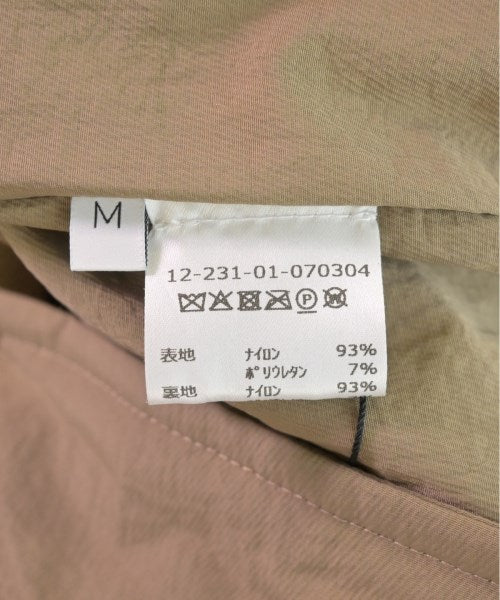 M
12-231-01-070304
表地 ナイロン 93%
ポリウレタン 7%
裏地 ナイロン 93%